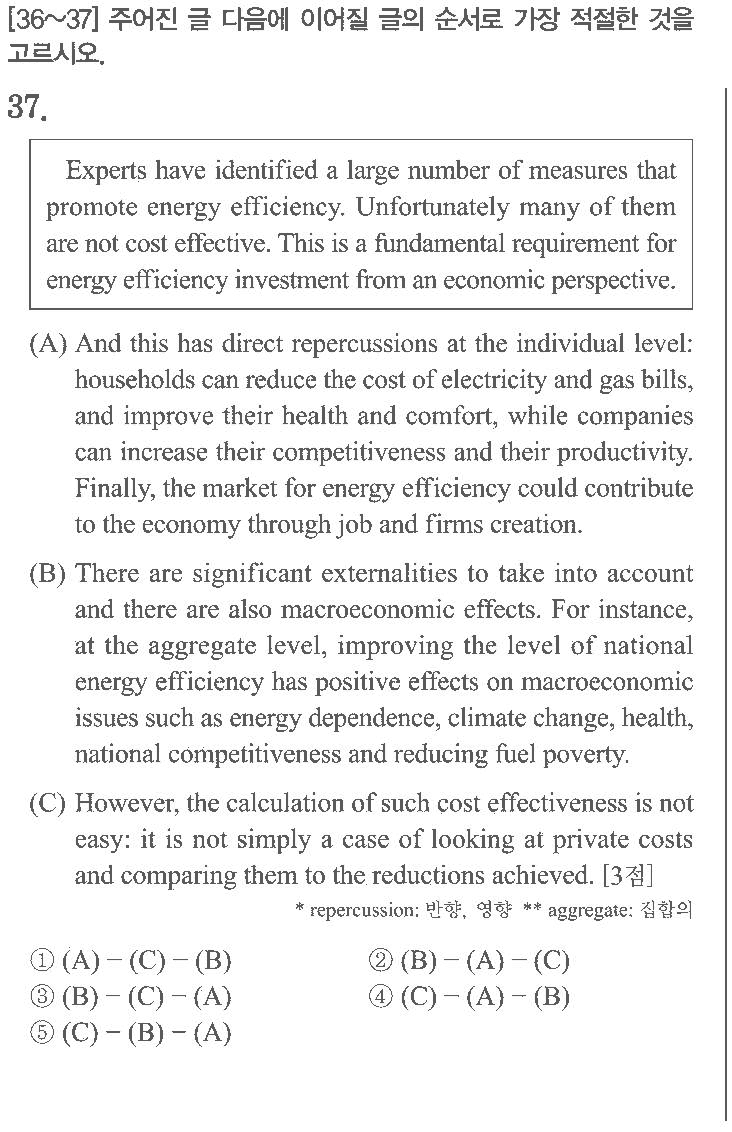 [36～37] 주어진 글 다음에 이어질 글의 순서로 가장 적절한 것을
고르시오.
37.
Experts have identified a large number of measures that
promote energy efficiency. Unfortunately many of them
are not cost effective. This is a fundamental requirement for
energy efficiency investment from an economic perspective.
(A) And this has direct repercussions at the individual level:
households can reduce the cost of electricity and gas bills,
and improve their health and comfort, while companies
can increase their competitiveness and their productivity.
Finally, the market for energy efficiency could contribute
to the economy through job and firms creation.
(B) There are significant externalities to take into account
and there are also macroeconomic effects. For instance,
at the aggregate level, improving the level of national
energy efficiency has positive effects on macroeconomic
issues such as energy dependence, climate change, health,
national competitiveness and reducing fuel poverty.
(C) However, the calculation of such cost effectiveness is not
easy: it is not simply a case of looking at private costs
and comparing them to the reductions achieved. [3점]
* repercussion: 반향, 영향 ** aggregate: 집합의
① (A) － (C) － (B) ② (B) － (A) － (C)
③ (B) － (C) － (A) ④ (C) － (A) － (B)
⑤ (C) － (B) － (A)